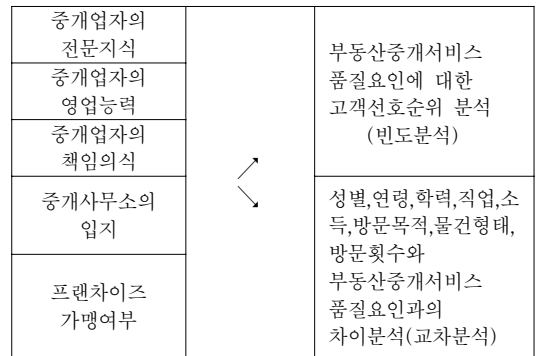 중개업자의
전문지식
중개업자의
영업능력
중개업자의
책임의식
중개사무소의
입지
프랜차이즈
가맹여부
↗
↘
부동산중개서비스
품질요인에 대한
고객선호순위 분석
(빈도분석)
성별,연령,학력,직업,소
득,방문목적,물건형태,
방문횟수와
부동산중개서비스
품질요인과의
차이분석(교차분석)